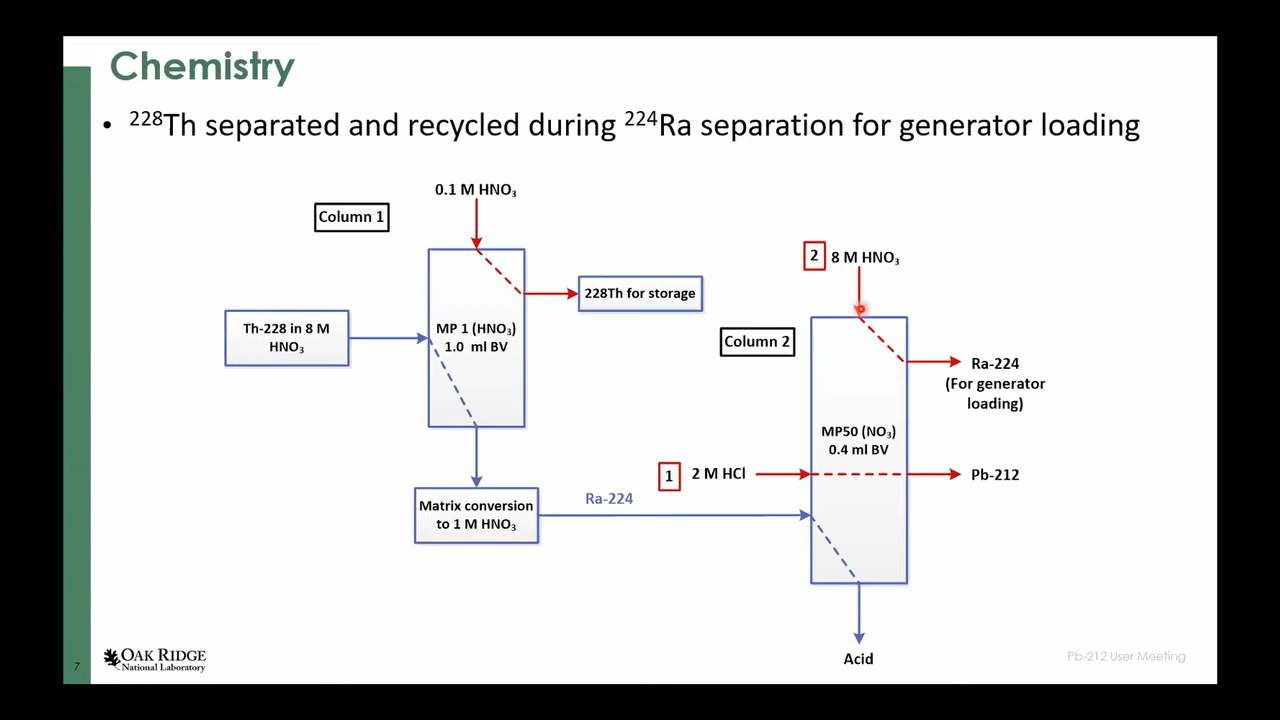 Chemistry
• ²²⁸Th separated and recycled during ²²⁴Ra separation for generator loading
0.1 M HNO₃
Column 1
228Th for storage
Th-228 in 8 M
HNO₃
MP 1 (HNO₃)
1.0 ml BV
Matrix conversion
to 1 M HNO₃
Ra-224
2
8 M HNO₃
Column 2
Ra-224
(For generator
loading)
MP50 (NO₃)
0.4 ml BV
1
2 M HCl
Pb-212
Acid
7
OAK RIDGE
National Laboratory
Pb-212 User Meeting